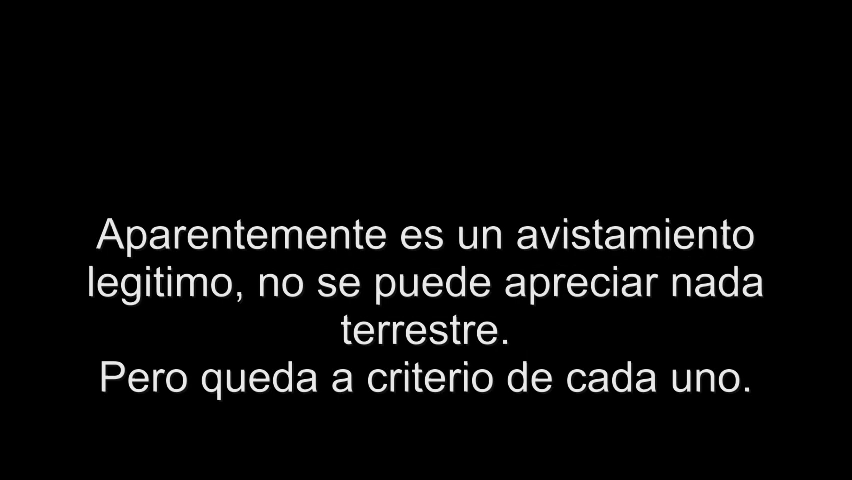 Aparentemente es un avistamiento
legitimo, no se puede apreciar nada
terrestre.
Pero queda a criterio de cada uno.